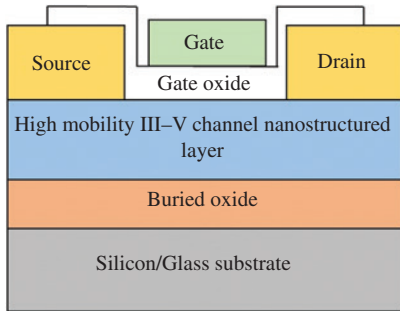 Gate
Source
Drain
Gate oxide
High mobility III–V channel nanostructured
layer
Buried oxide
Silicon/Glass substrate